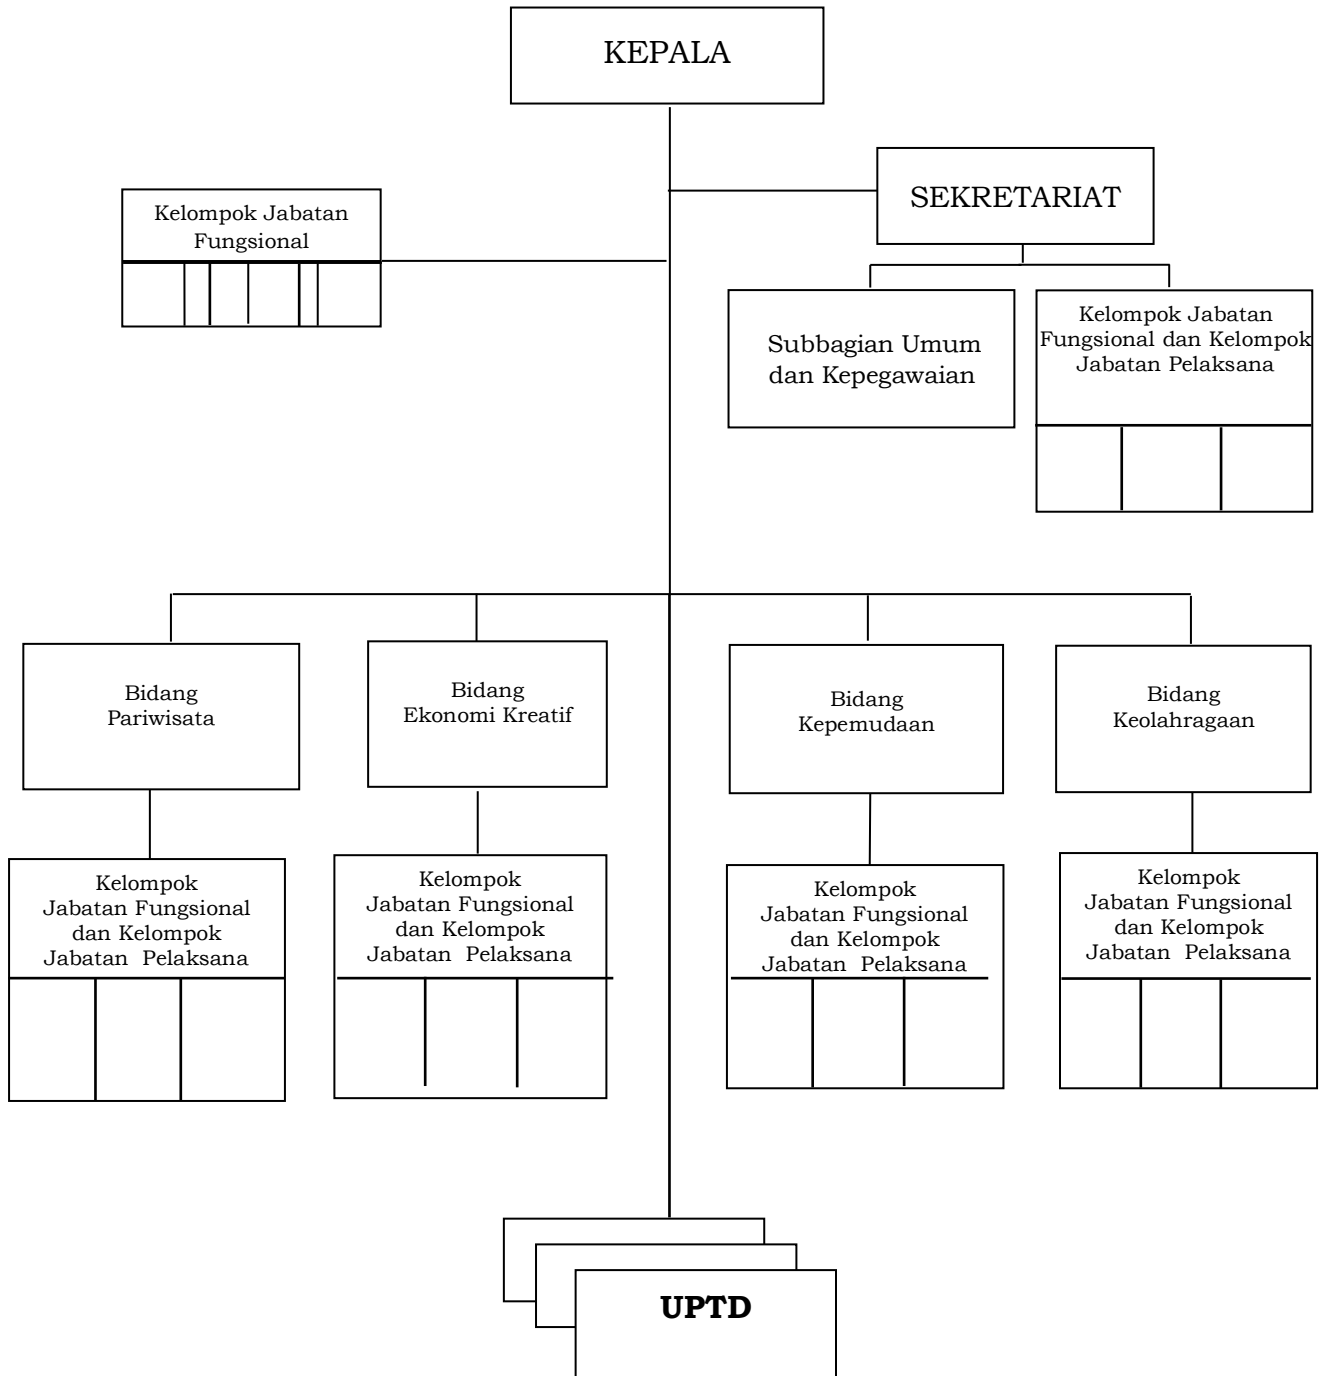 KEPALA
SEKRETARIAT
Kelompok Jabatan
Fungsional
Subbagian Umum
dan Kepegawaian
Kelompok Jabatan
Fungsional dan Kelompok
Jabatan Pelaksana
Bidang
Pariwisata
Bidang
Ekonomi Kreatif
Bidang
Kepemudaan
Bidang
Keolahragaan
Kelompok
Jabatan Fungsional
dan Kelompok
Jabatan Pelaksana
Kelompok
Jabatan Fungsional
dan Kelompok
Jabatan Pelaksana
Kelompok
Jabatan Fungsional
dan Kelompok
Jabatan Pelaksana
Kelompok
Jabatan Fungsional
dan Kelompok
Jabatan Pelaksana
UPTD